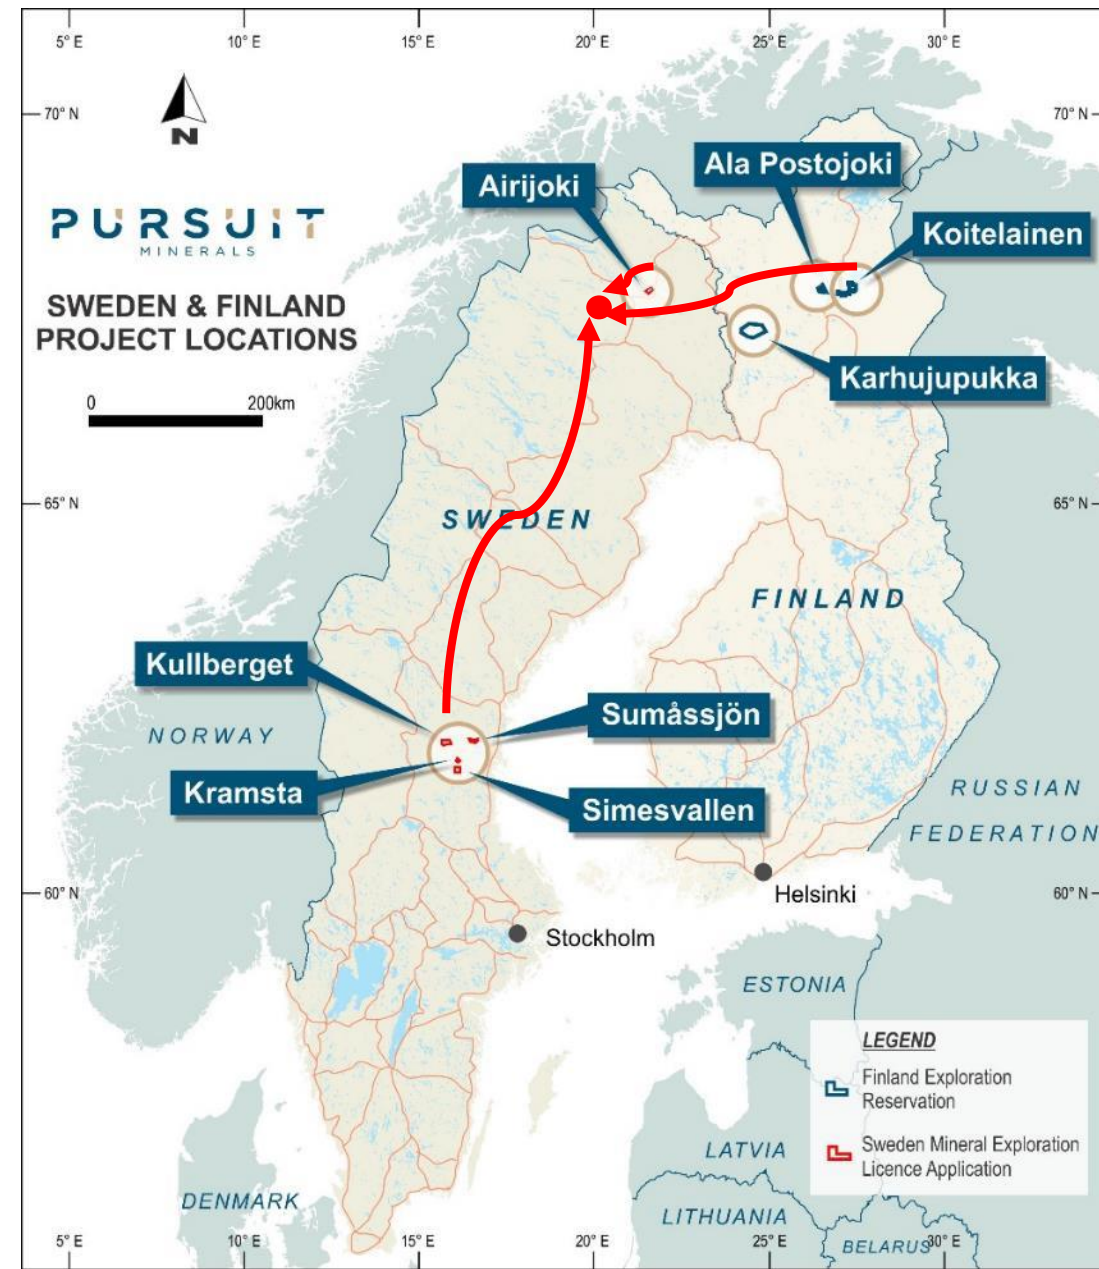 5° E
10° E
15° E
20° E
25° E
30° E
70° N
70° N
N
Ala Postojoki
Airijoki
PURSUIT
MINERALS
Koitelainen
SWEDEN & FINLAND
PROJECT LOCATIONS
Karhujupukka
0
200km
65° N
65° N
SWEDEN
FINLAND
Kullberget
Sumåssjön
NORWAY
Kramsta
Simesvallen
RUSSIAN
FEDERATION
60° N
60° N
Helsinki
Stockholm
ESTONIA
LEGEND
Finland Exploration
Reservation
Sweden Mineral Exploration
Licence Application
LATVIA
DENMARK
LITHUANIA
BELARUS
5° E
10° E
15° E
20° E
25° E
30° E